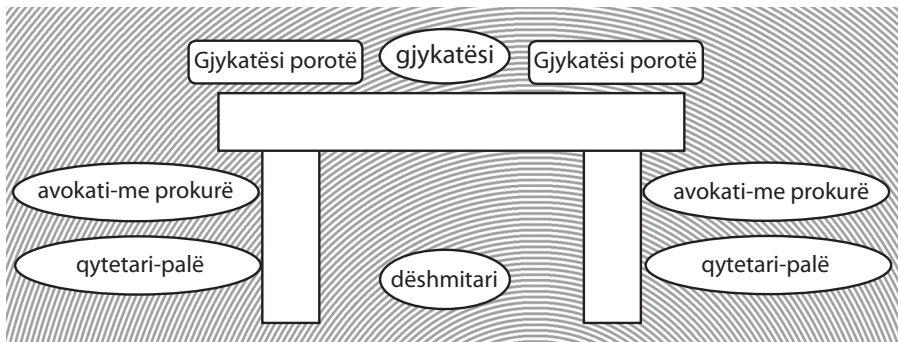 Gjykatësi porotë
gjykatësi
Gjykatësi porotë
avokati-me prokurë
avokati-me prokurë
qytetari-palë
dëshmitari
qytetari-palë